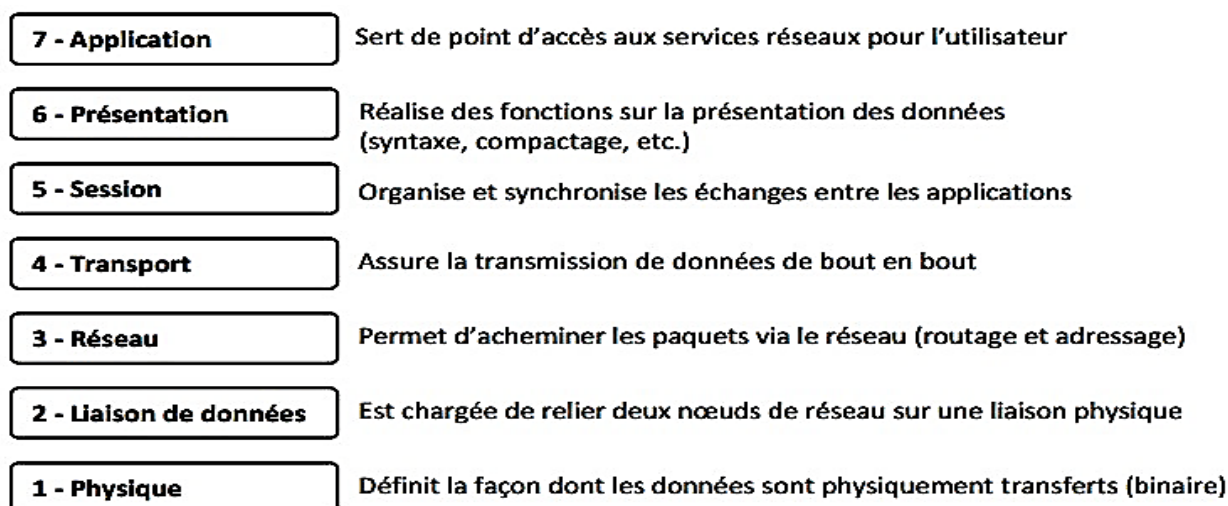 7 - Application Sert de point d’accès aux services réseaux pour l’utilisateur
6 - Présentation Réalise des fonctions sur la présentation des données
(syntaxe, compactage, etc.)
5 - Session Organise et synchronise les échanges entre les applications
4 - Transport Assure la transmission de données de bout en bout
3 - Réseau Permet d’acheminer les paquets via le réseau (routage et adressage)
2 - Liaison de données Est chargée de relier deux nœuds de réseau sur une liaison physique
1 - Physique Définit la façon dont les données sont physiquement transferts (binaire)